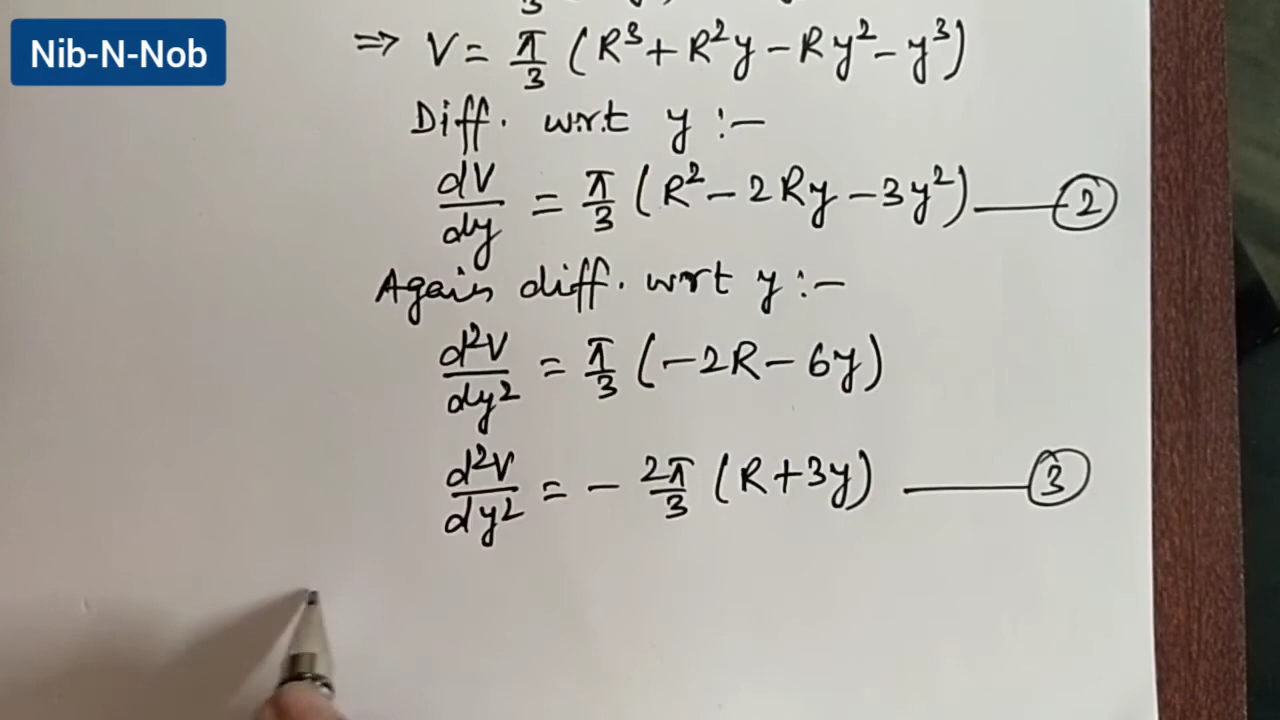 Nib-N-Nob
⇒ V = π/3 (R³ + R²y - Ry² - y³)
Diff. w.r.t y :-
dV/dy = π/3 (R² - 2Ry - 3y²) —— ②
Again diff. wrt y :-
d²V/dy² = π/3 (-2R - 6y)
d²V/dy² = - 2π/3 (R + 3y) —— ③